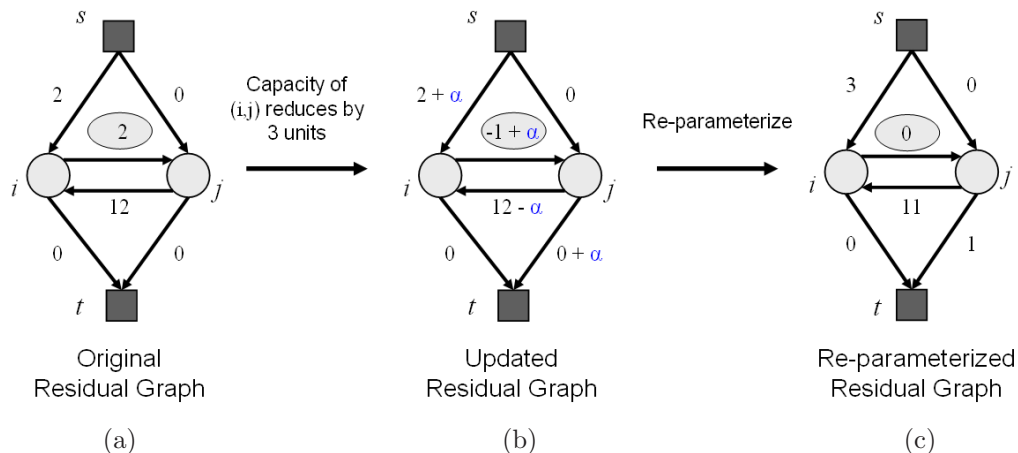 s
2
0
2
i
j
12
0
0
t
Original
Residual Graph
(a)
Capacity of
(i,j) reduces by
3 units
s
2 + α
0
-1 + α
i
j
12 - α
0
0 + α
t
Updated
Residual Graph
(b)
Re-parameterize
s
3
0
0
i
j
11
0
1
t
Re-parameterized
Residual Graph
(c)